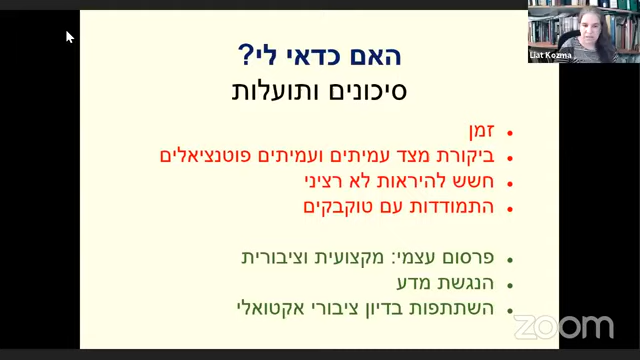 האם כדאי לי?
סיכונים ותועלות
זמן
ביקורת מצד עמיתים ועמיתים פוטנציאלים
חשש להיראות לא רציני
התמודדות עם טוקבקים
פרסום עצמי: מקצועית וציבורית
הנגשת מדע
השתתפות בדיון ציבורי אקטואלי
Liat Kozma
zoom